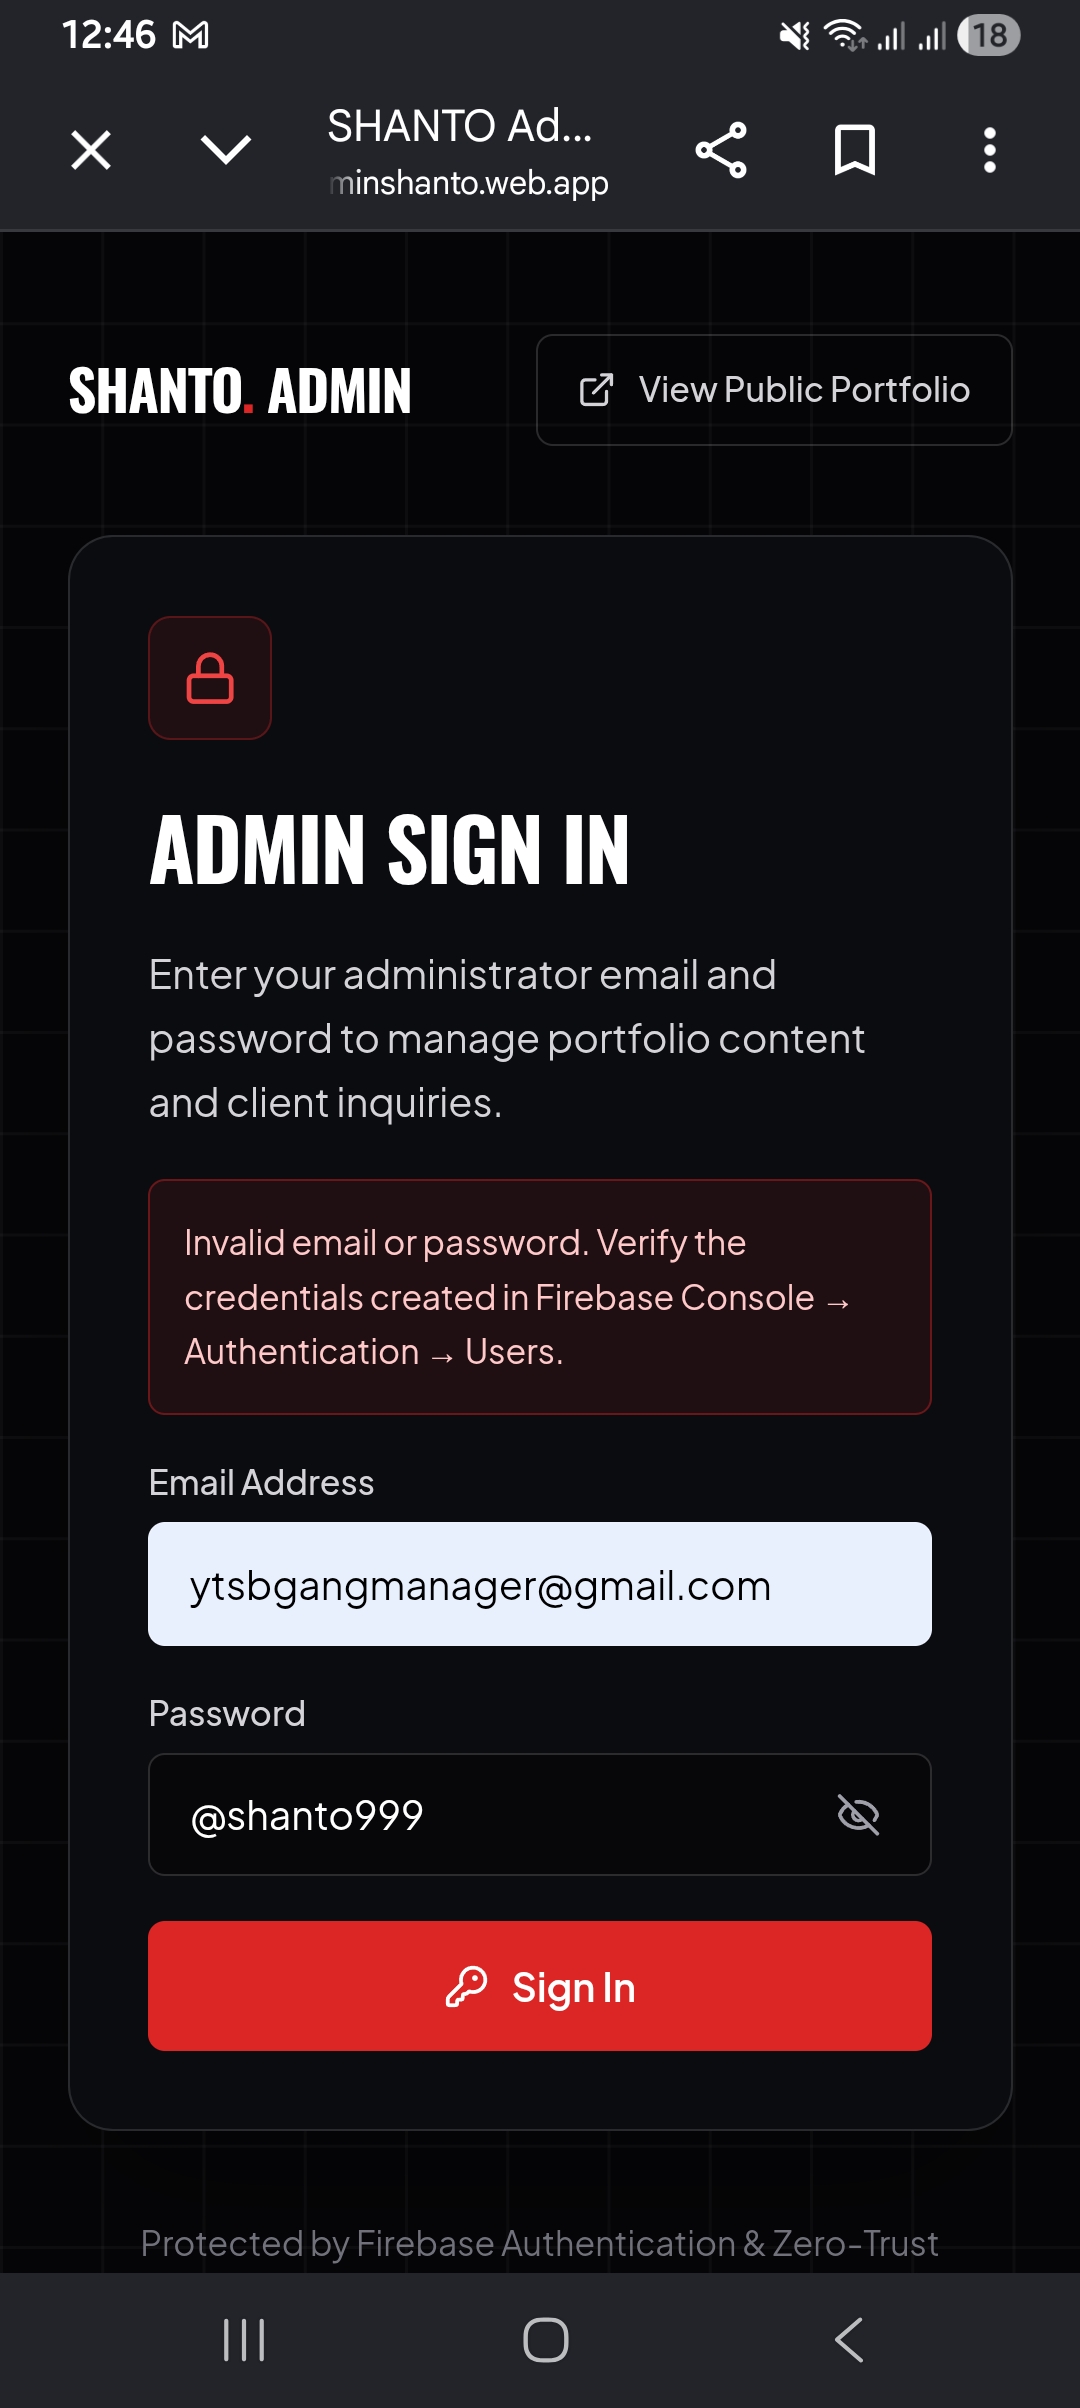 12:46
18
SHANTO Ad...
minshanto.web.app
SHANTO. ADMIN
View Public Portfolio
ADMIN SIGN IN
Enter your administrator email and
password to manage portfolio content
and client inquiries.
Invalid email or password. Verify the
credentials created in Firebase Console →
Authentication → Users.
Email Address
ytsbgangmanager@gmail.com
Password
@shanto999
Sign In
Protected by Firebase Authentication & Zero-Trust